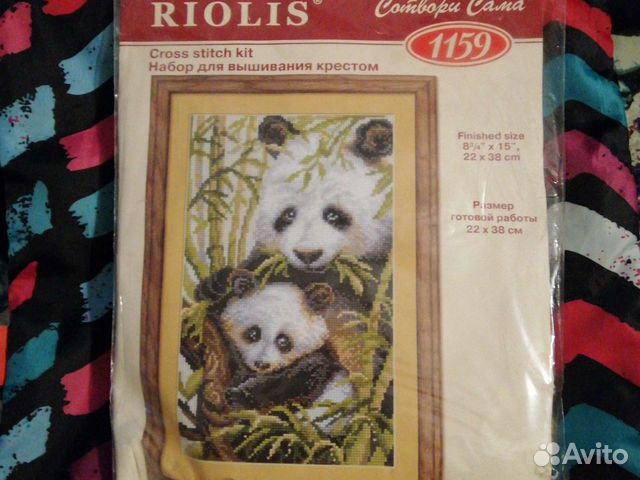 RIOLIS®
Сотвори Сама
Cross stitch kit
Набор для вышивания крестом
1159
Finished size
8³/₄" x 15",
22 x 38 cm
Размер
готовой работы
22 x 38 см
Avito